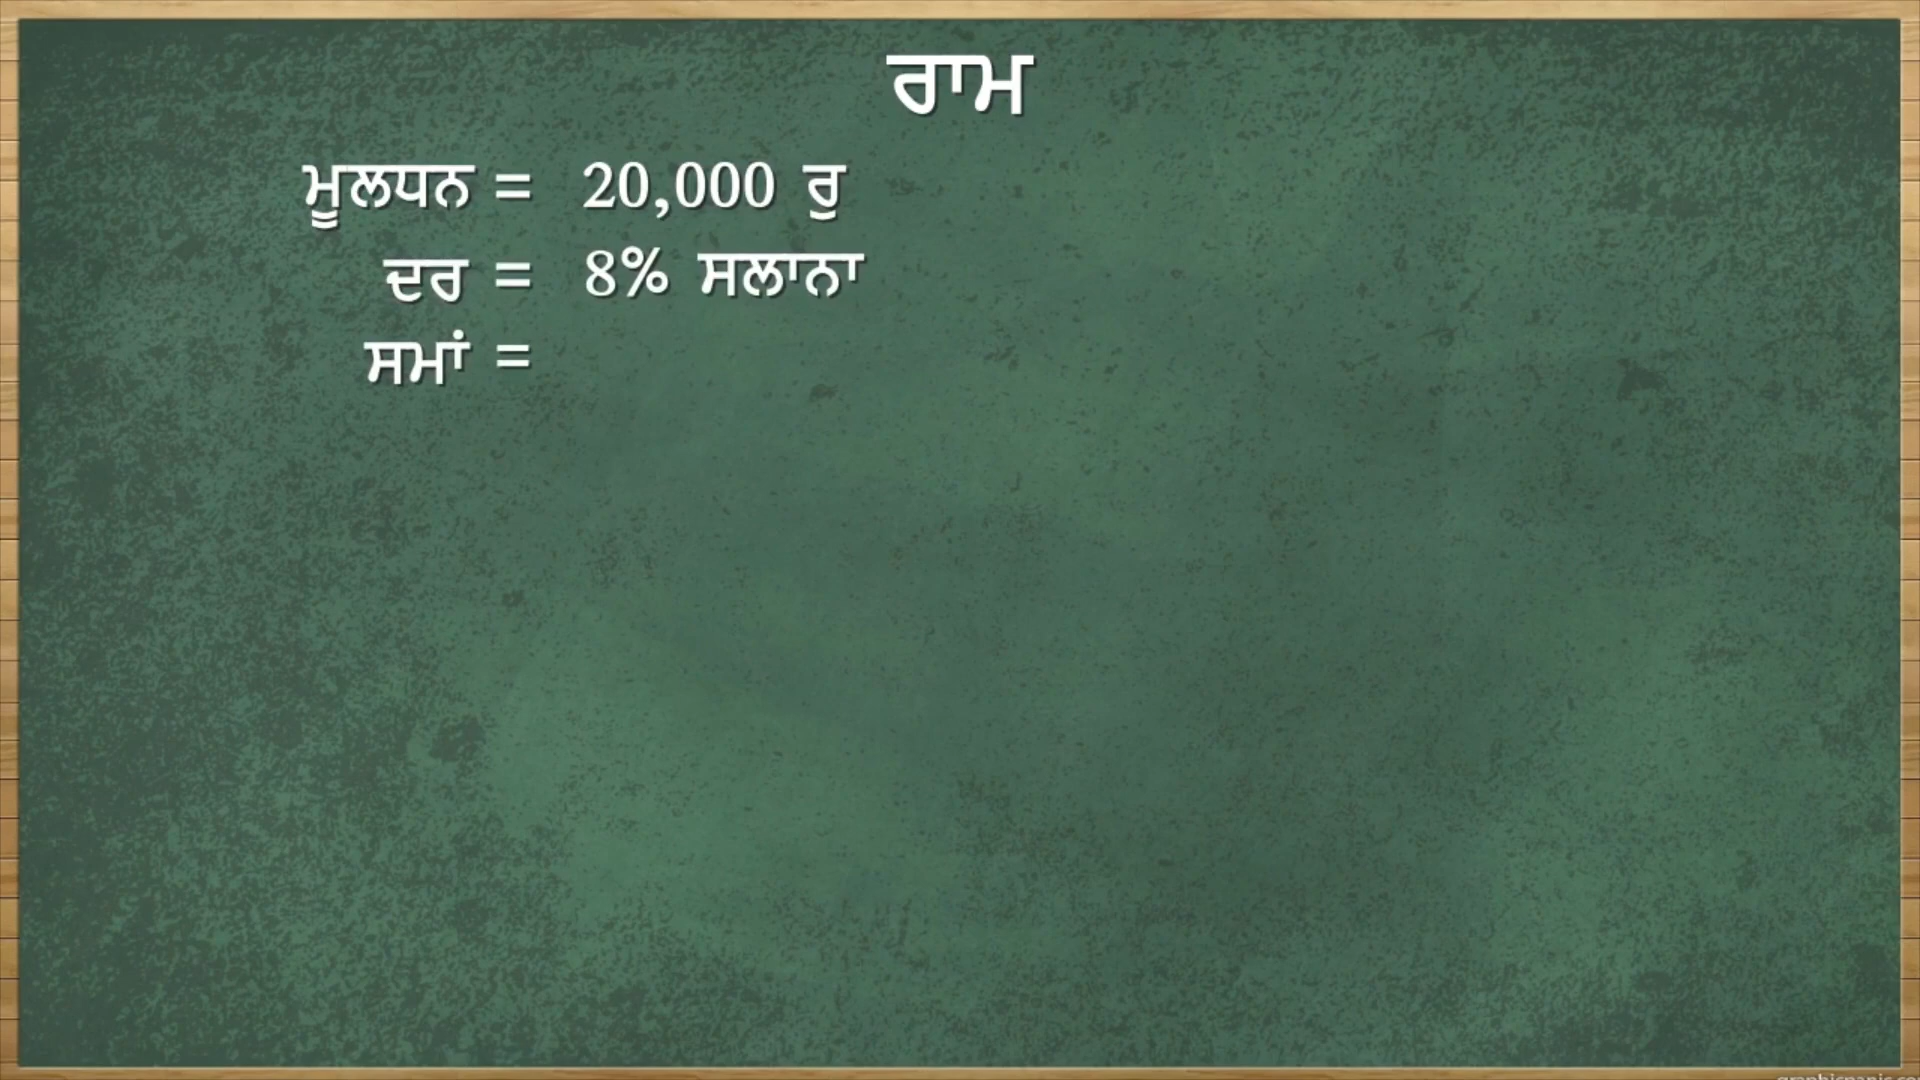 ਰਾਮ
ਮੂਲਧਨ = 20,000 ਰੁ
ਦਰ = 8% ਸਲਾਨਾ
ਸਮਾਂ =